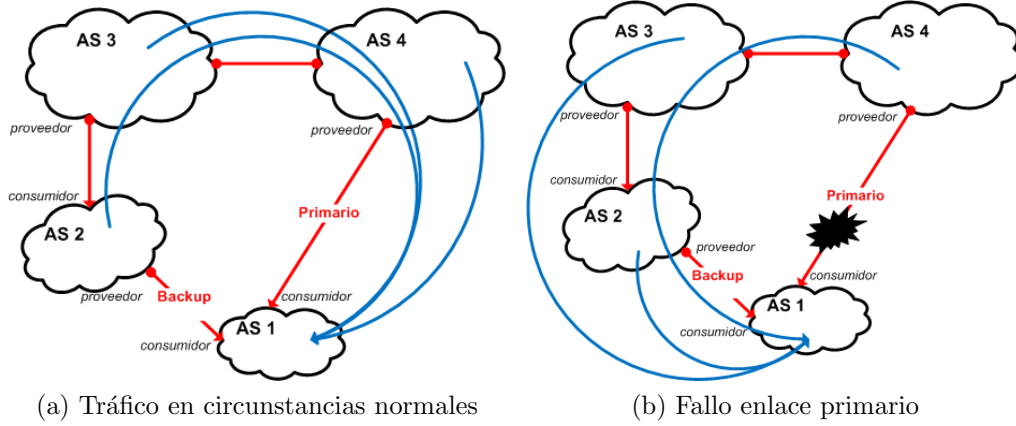 AS 3
AS 4
proveedor
proveedor
consumidor
Primario
AS 2
proveedor
Backup
consumidor
AS 1
consumidor
(a) Tráfico en circunstancias normales
AS 3
AS 4
proveedor
proveedor
consumidor
Primario
AS 2
proveedor
Backup
consumidor
AS 1
consumidor
(b) Fallo enlace primario